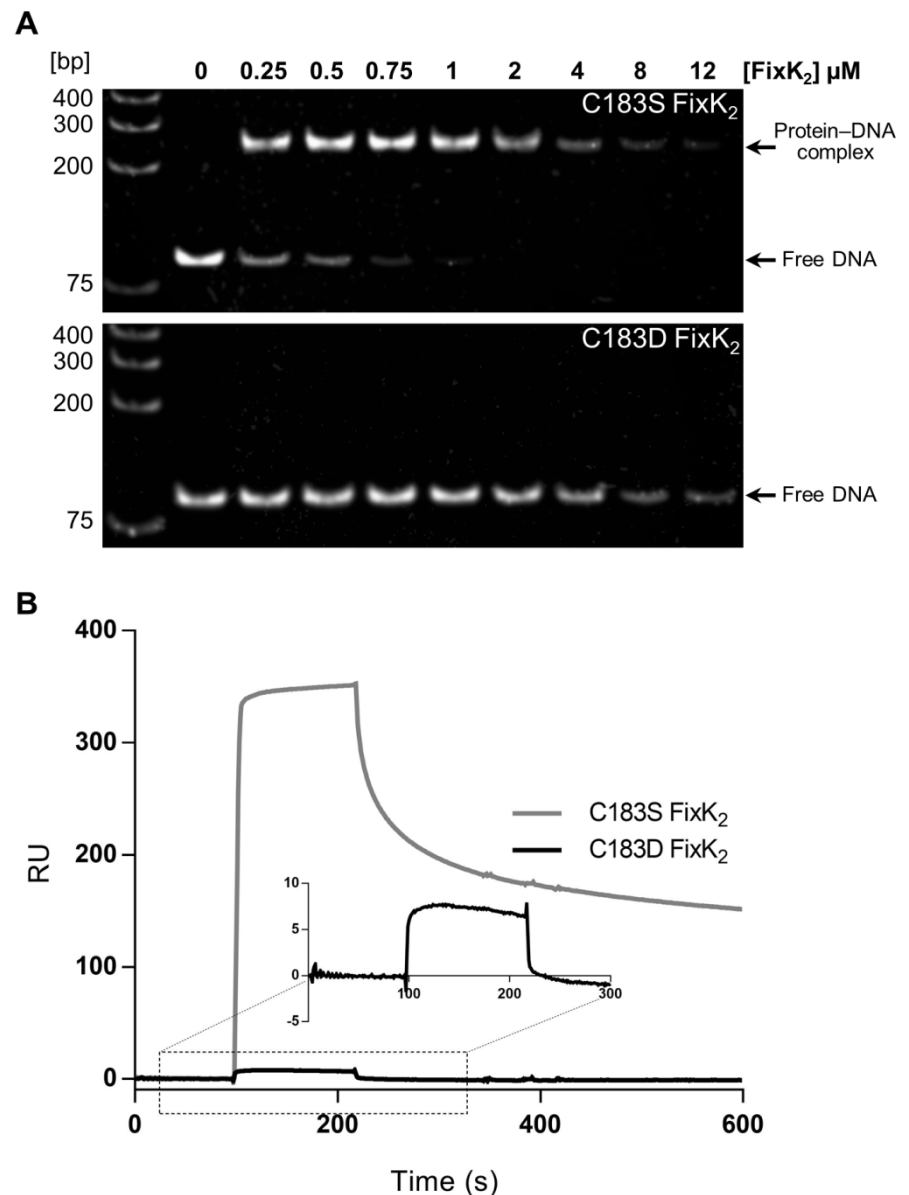 A
[bp] 0 0.25 0.5 0.75 1 2 4 8 12 [FixK₂] µM
400
300
200
75
C183S FixK₂
Protein–DNA
complex
Free DNA
400
300
200
75
C183D FixK₂
Free DNA
B
400
300
200
100
0
RU
C183S FixK₂
C183D FixK₂
10
5
0
-5
100 200 300
0 200 400 600
Time (s)